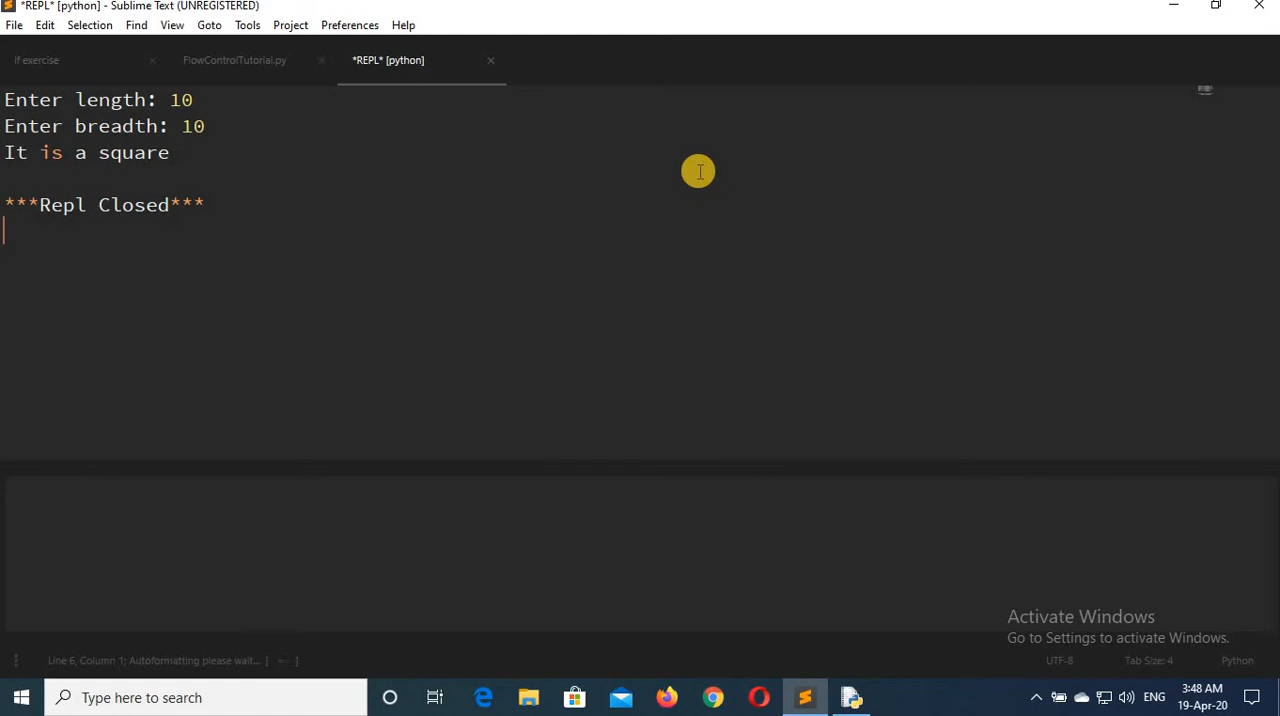 *REPL* [python] - Sublime Text (UNREGISTERED)
File Edit Selection Find View Goto Tools Project Preferences Help
if exercise FlowControlTutorial.py *REPL* [python]
Enter length: 10
Enter breadth: 10
It is a square
***Repl Closed***
Activate Windows
Go to Settings to activate Windows.
Line 6, Column 1; Autoformatting please wait... [ ] UTF-8 Tab Size: 4 Python
Type here to search
ENG 3:48 AM
19-Apr-20